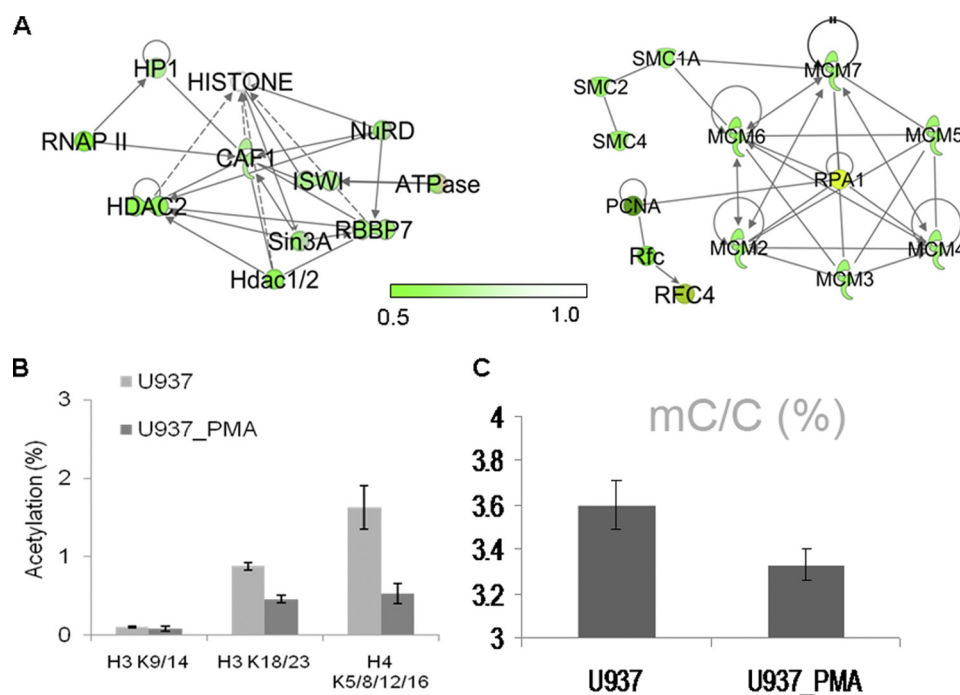 A
HP1
HISTONE
RNAP II
NuRD
CAF1
ISWI
ATPase
HDAC2
Sin3A
RBBP7
Hdac1/2
SMC1A
MCM7
SMC2
SMC4
MCM6
MCM5
RPA1
PCNA
MCM2
MCM4
Rfc
MCM3
RFC4
0.5
1.0
B
U937
U937_PMA
Acetylation (%)
3
2
1
0
H3 K9/14
H3 K18/23
H4
K5/8/12/16
C
mC/C (%)
4
3.8
3.6
3.4
3.2
3
U937
U937_PMA